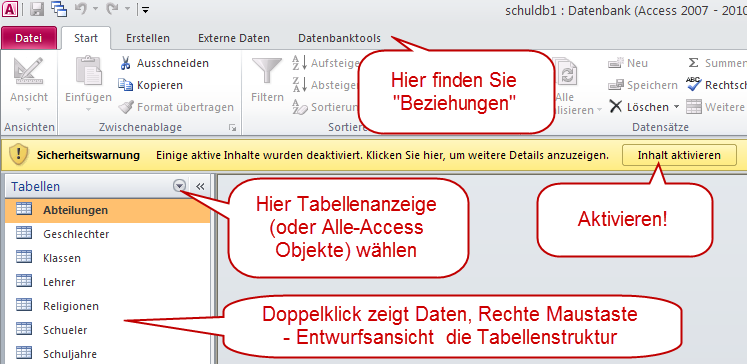 schuldb1 : Datenbank (Access 2007 - 2010
Datei Start Erstellen Externe Daten Datenbanktools
Ansicht
Einfügen
Ausschneiden
Kopieren
Format übertragen
Filtern
Aufsteige
Absteiger
Sortierun
Alle
alisieren
Neu
Speichern
Löschen
Summen
Rechtsch
Weitere
Ansichten Zwischenablage Sortiere Datensätze
Hier finden Sie
"Beziehungen"
Sicherheitswarnung Einige aktive Inhalte wurden deaktiviert. Klicken Sie hier, um weitere Details anzuzeigen. Inhalt aktivieren
Tabellen
Abteilungen
Geschlechter
Klassen
Lehrer
Religionen
Schueler
Schuljahre
Hier Tabellenanzeige
(oder Alle-Access
Objekte) wählen
Aktivieren!
Doppelklick zeigt Daten, Rechte Maustaste
- Entwurfsansicht die Tabellenstruktur